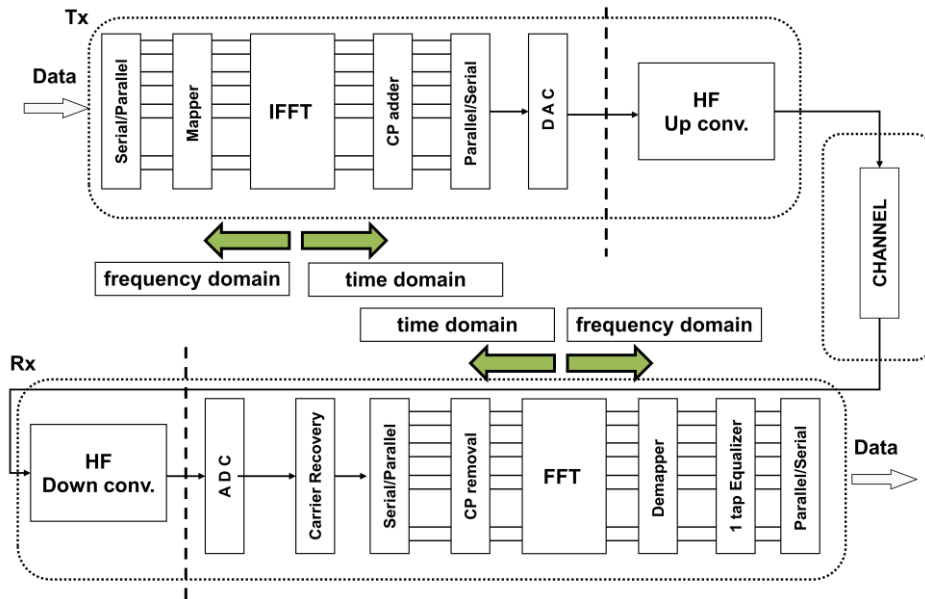 Tx
Data
Serial/Parallel
Mapper
IFFT
CP adder
Parallel/Serial
DAC
HF
Up conv.
CHANNEL
frequency domain
time domain
time domain
frequency domain
Rx
HF
Down conv.
ADC
Carrier Recovery
Serial/Parallel
CP removal
FFT
Demapper
1 tap Equalizer
Parallel/Serial
Data